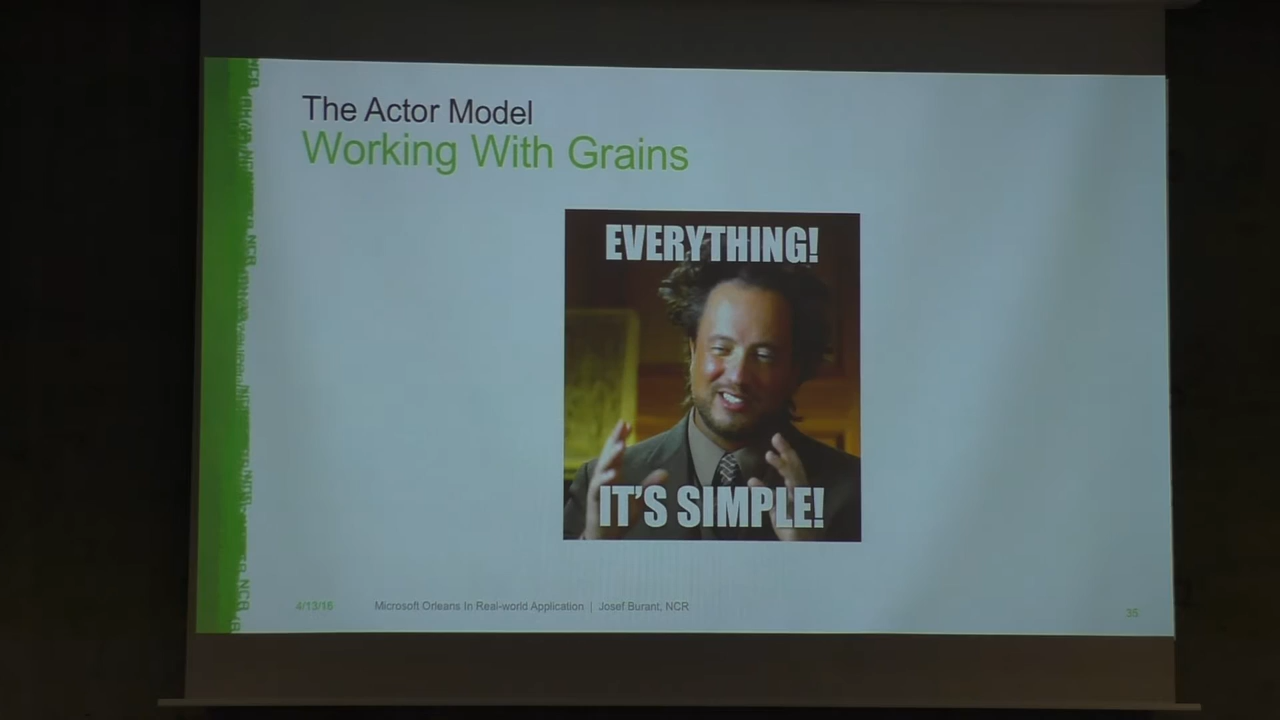 The Actor Model
Working With Grains
EVERYTHING!
IT'S SIMPLE!
4/13/16
Microsoft Orleans In Real-world Application | Josef Burant, NCR
35
NCR